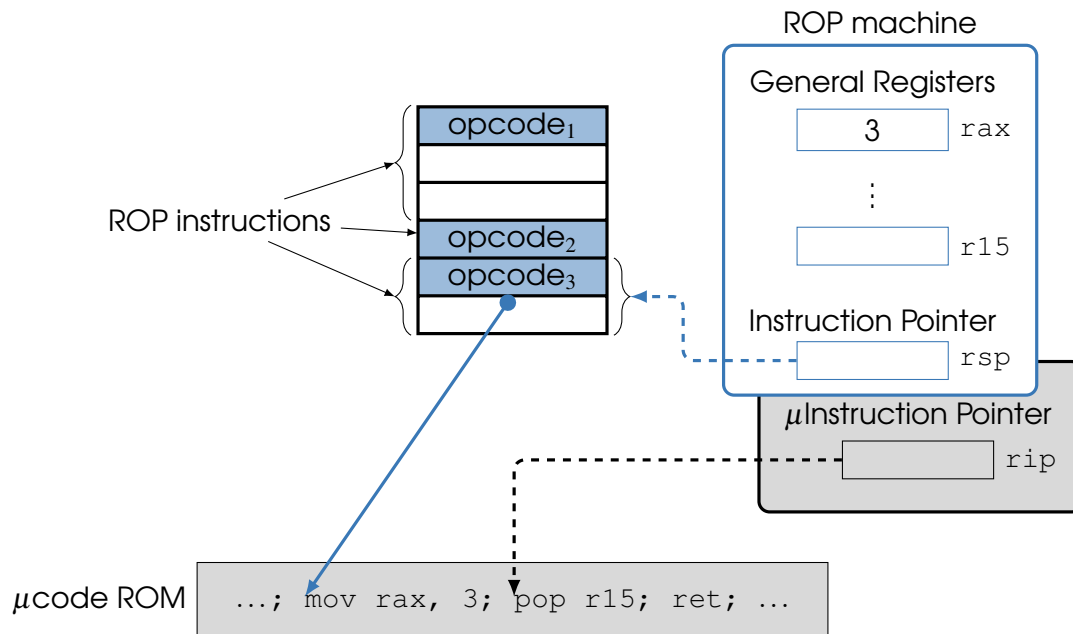 ROP machine
General Registers
3 rax
⋮
r15
Instruction Pointer
rsp
μInstruction Pointer
rip
opcode₁
ROP instructions
opcode₂
opcode₃
μcode ROM
...; mov rax, 3; pop r15; ret; ...